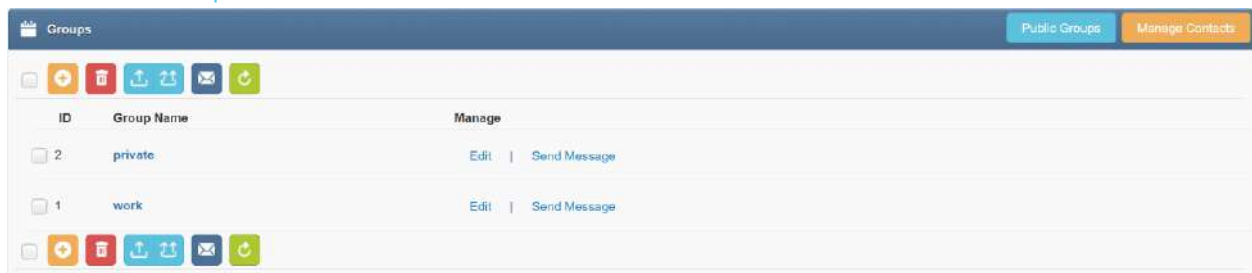 Groups
Public Groups
Manage Contacts
ID Group Name Manage
2 private Edit | Send Message
1 work Edit | Send Message